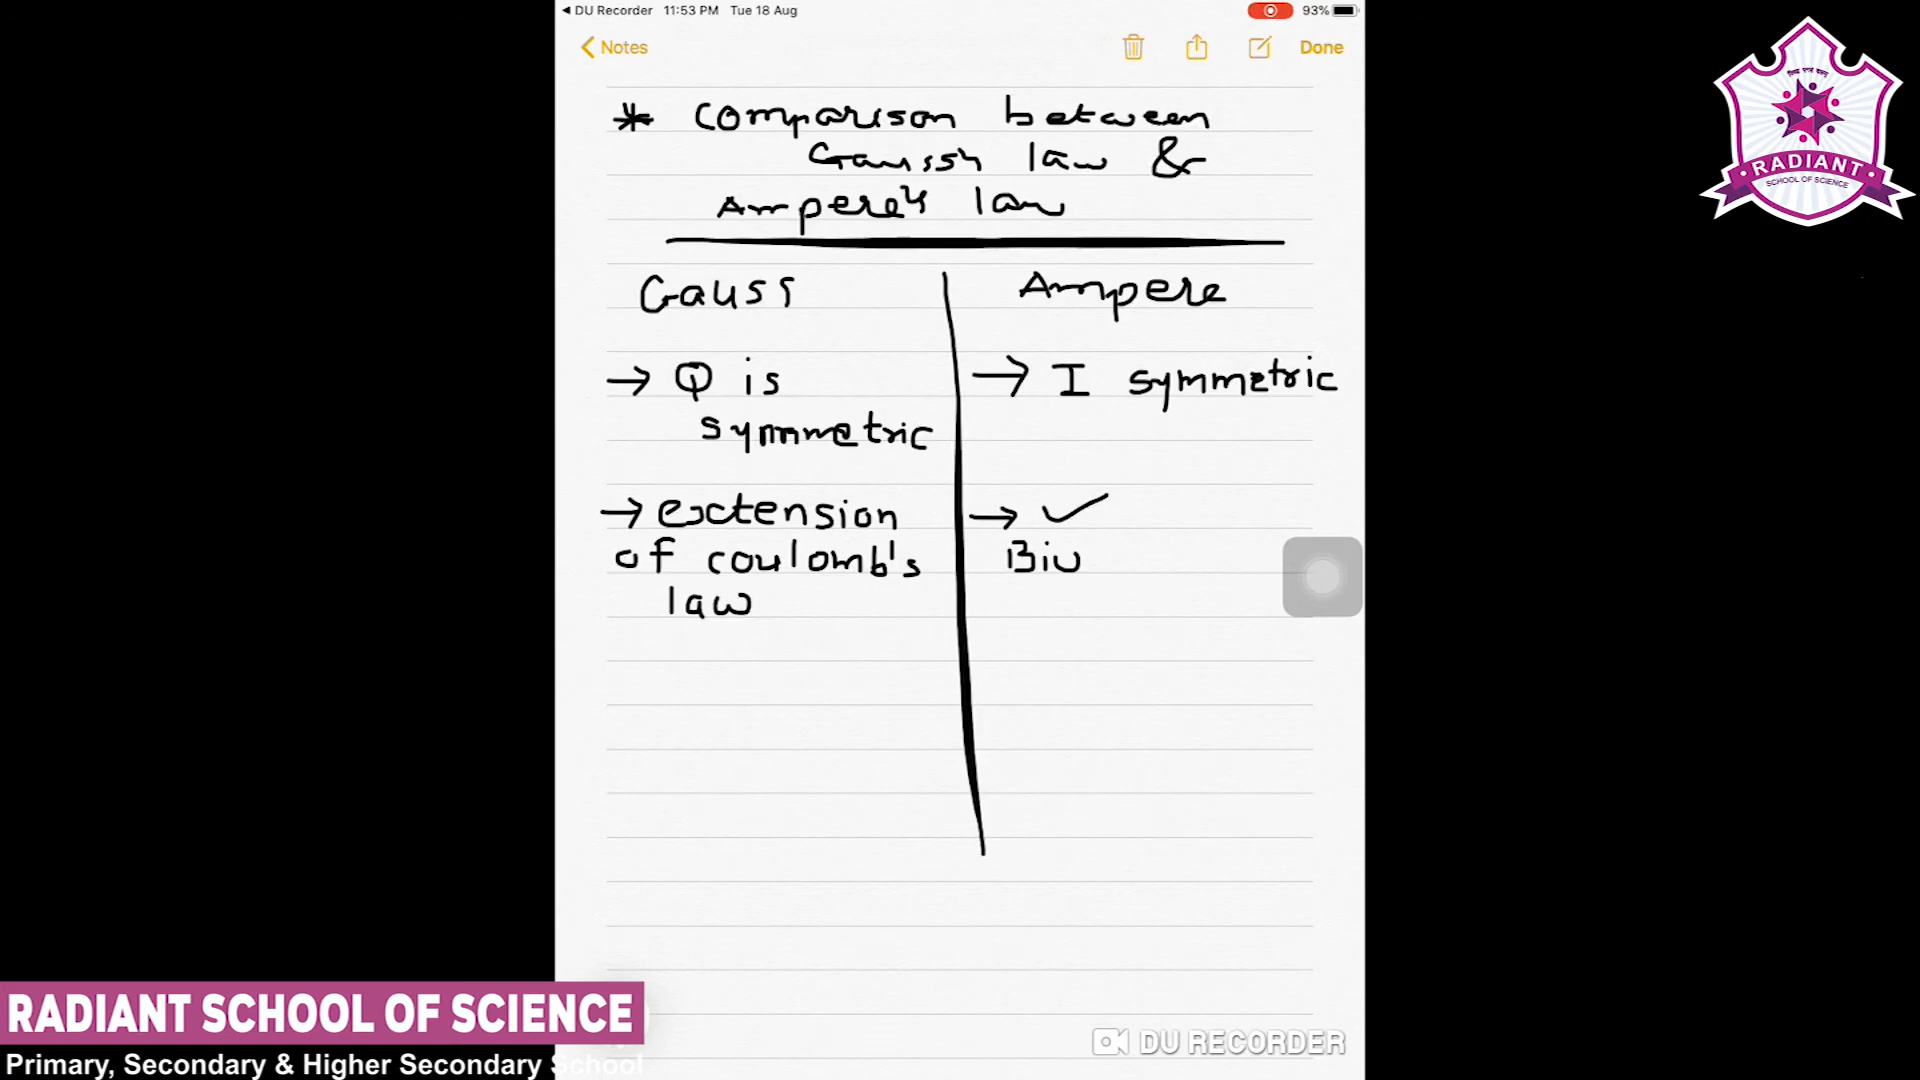 DU Recorder 11:53 PM Tue 18 Aug 93%
Notes Done
* Comparison between
Gauss's law &
Ampere's law
Gauss
→ Q is
symmetric
→ extension
of coulomb's
law
Ampere
→ I symmetric
→ ✓
Biu
RADIANT
SCHOOL OF SCIENCE
RADIANT SCHOOL OF SCIENCE
Primary, Secondary & Higher Secondary School
DU RECORDER